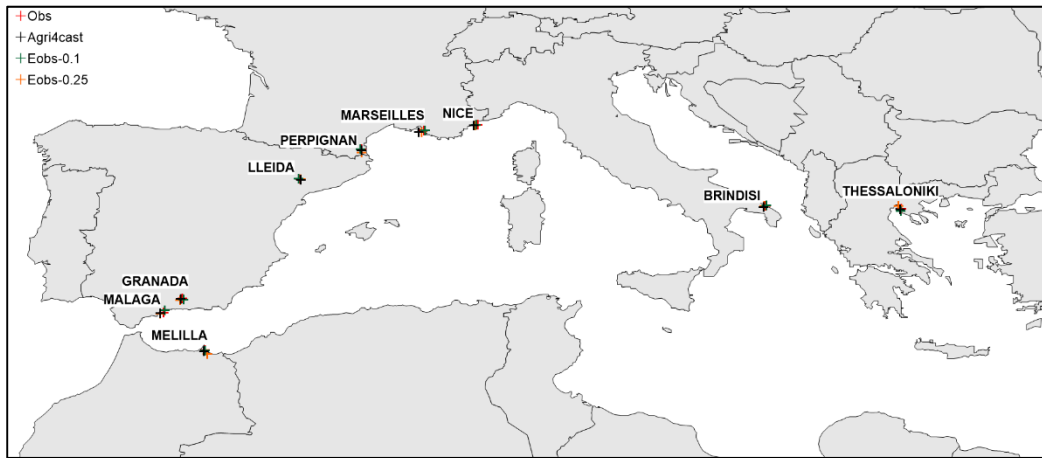 Obs
Agri4cast
Eobs-0.1
Eobs-0.25
MARSEILLES
NICE
PERPIGNAN
LLEIDA
BRINDISI
THESSALONIKI
GRANADA
MALAGA
MELILLA